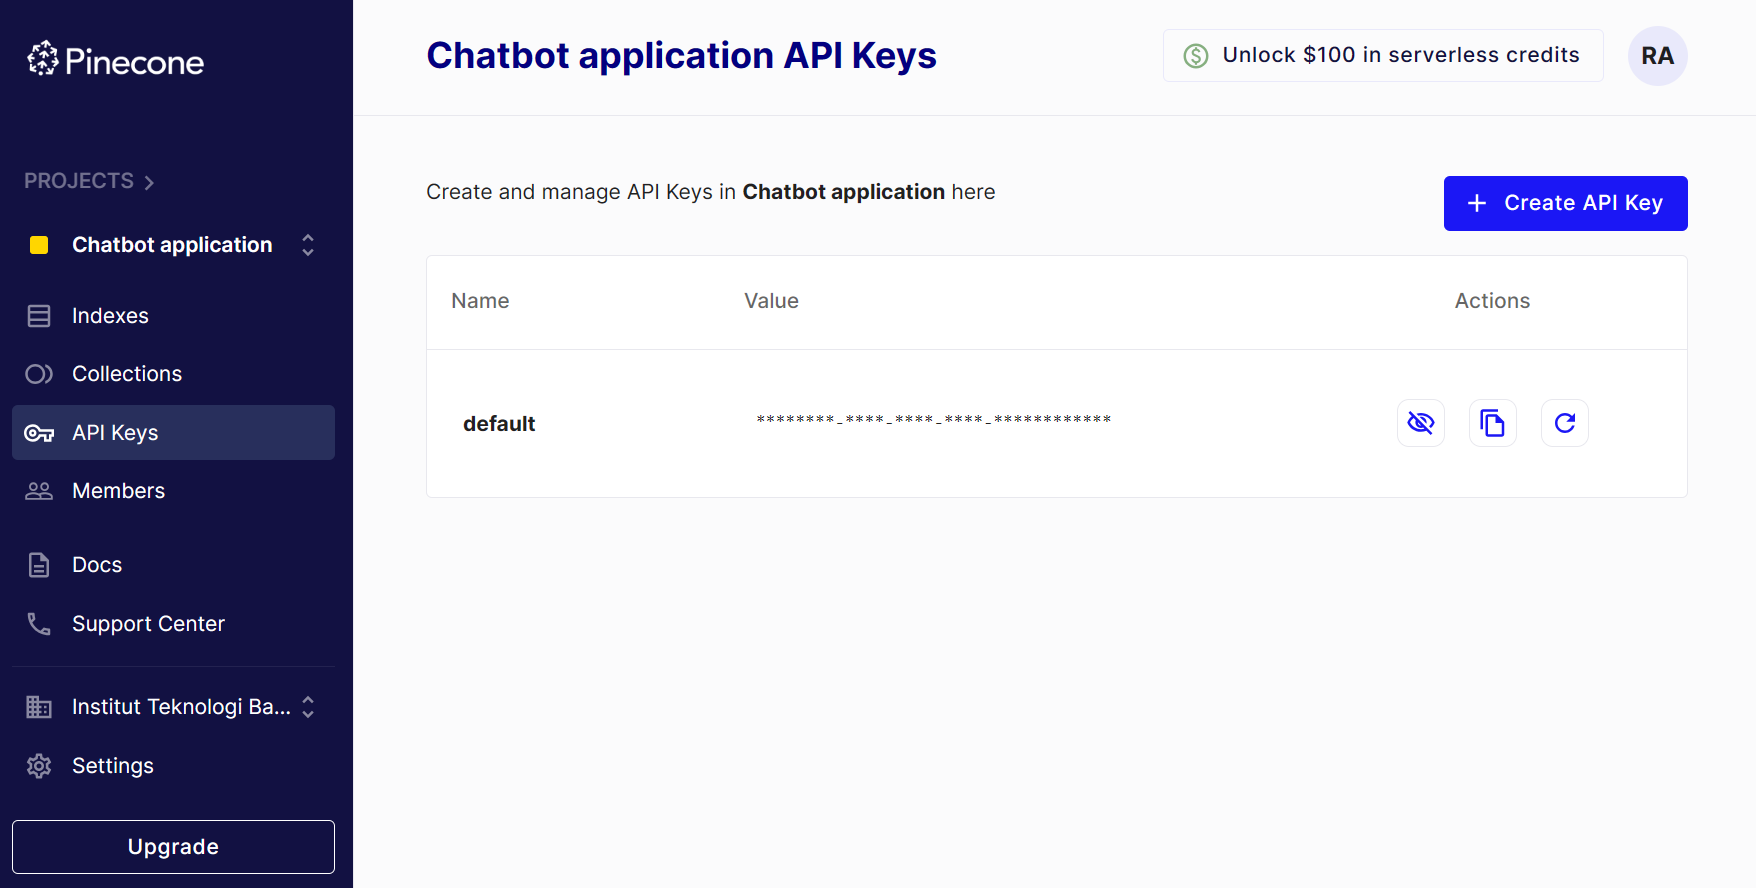 Pinecone
PROJECTS
Chatbot application
Indexes
Collections
API Keys
Members
Docs
Support Center
Institut Teknologi Ba...
Settings
Upgrade
Chatbot application API Keys
Unlock $100 in serverless credits
RA
Create and manage API Keys in Chatbot application here
+ Create API Key
Name Value Actions
default ********-****-****-****-************